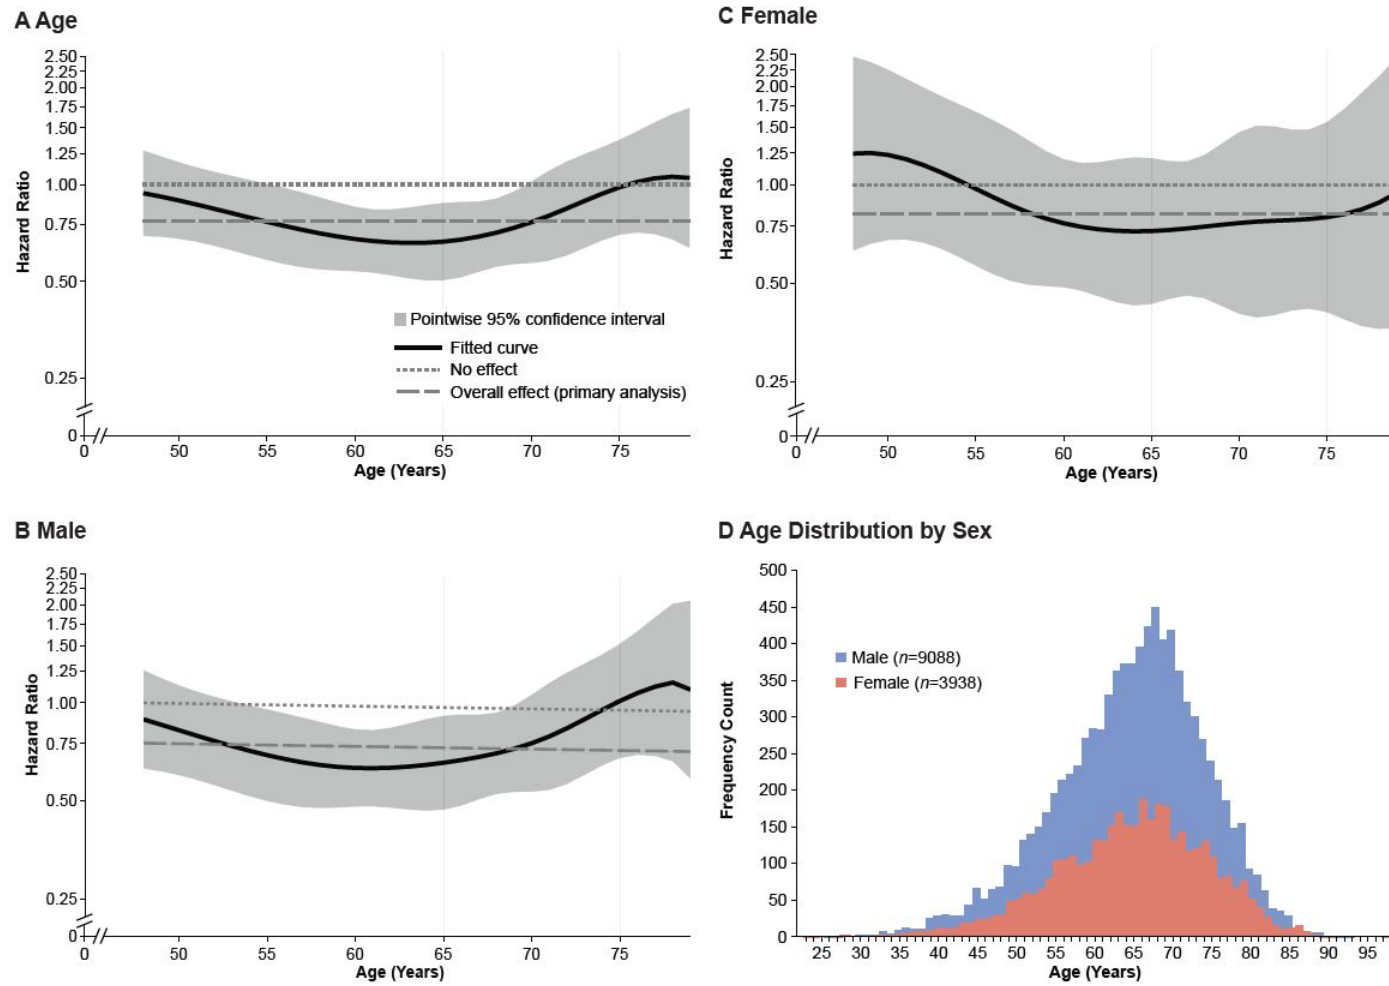 A Age
Hazard Ratio
2.50
2.25
2.00
1.75
1.50
1.25
1.00
0.75
0.50
0.25
0
Pointwise 95% confidence interval
Fitted curve
No effect
Overall effect (primary analysis)
0 50 55 60 65 70 75
Age (Years)
C Female
Hazard Ratio
2.50
2.25
2.00
1.75
1.50
1.25
1.00
0.75
0.50
0.25
0
0 50 55 60 65 70 75
Age (Years)
B Male
Hazard Ratio
2.50
2.25
2.00
1.75
1.50
1.25
1.00
0.75
0.50
0.25
0
0 50 55 60 65 70 75
Age (Years)
D Age Distribution by Sex
Frequency Count
500
450
400
350
300
250
200
150
100
50
0
Male (n=9088)
Female (n=3938)
25 30 35 40 45 50 55 60 65 70 75 80 85 90 95
Age (Years)